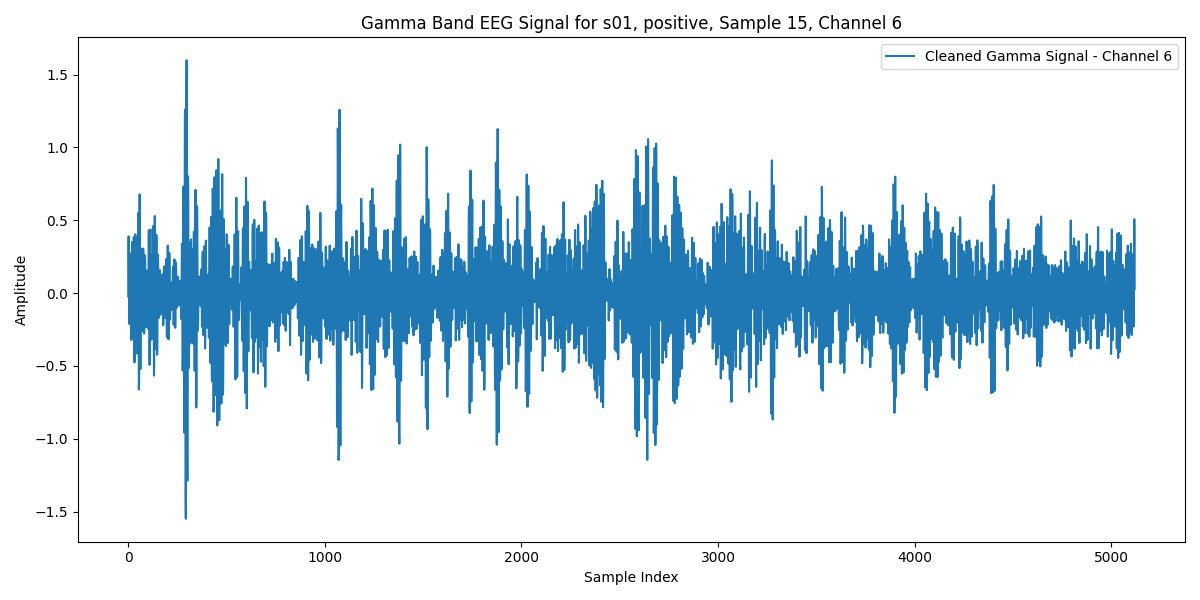 Gamma Band EEG Signal for s01, positive, Sample 15, Channel 6
Cleaned Gamma Signal - Channel 6
1.5
1.0
0.5
0.0
−0.5
−1.0
−1.5
Amplitude
0 1000 2000 3000 4000 5000
Sample Index